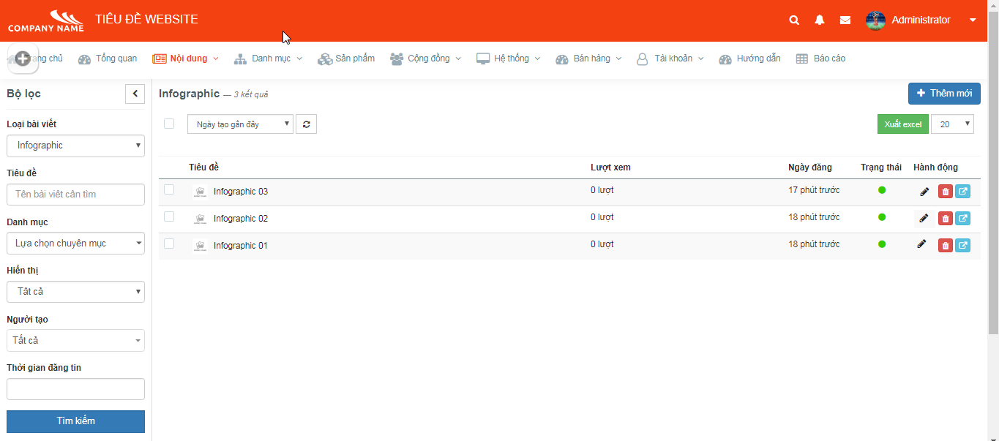 COMPANY NAME
TIÊU ĐỀ WEBSITE
Administrator
ang chủ
Tổng quan
Nội dung
Danh mục
Sản phẩm
Cộng đồng
Hệ thống
Bán hàng
Tài khoản
Hướng dẫn
Báo cáo
Bộ lọc
Infographic — 3 kết quả
Thêm mới
Loại bài viết
Infographic
Ngày tạo gần đây
Xuất excel
20
Tiêu đề
Tên bài viết cần tìm
Danh mục
Lựa chọn chuyên mục
Hiển thị
Tất cả
Người tạo
Tất cả
Thời gian đăng tin
Tìm kiếm
Tiêu đề Lượt xem Ngày đăng Trạng thái Hành động
Infographic 03 0 lượt 17 phút trước
Infographic 02 0 lượt 18 phút trước
Infographic 01 0 lượt 18 phút trước